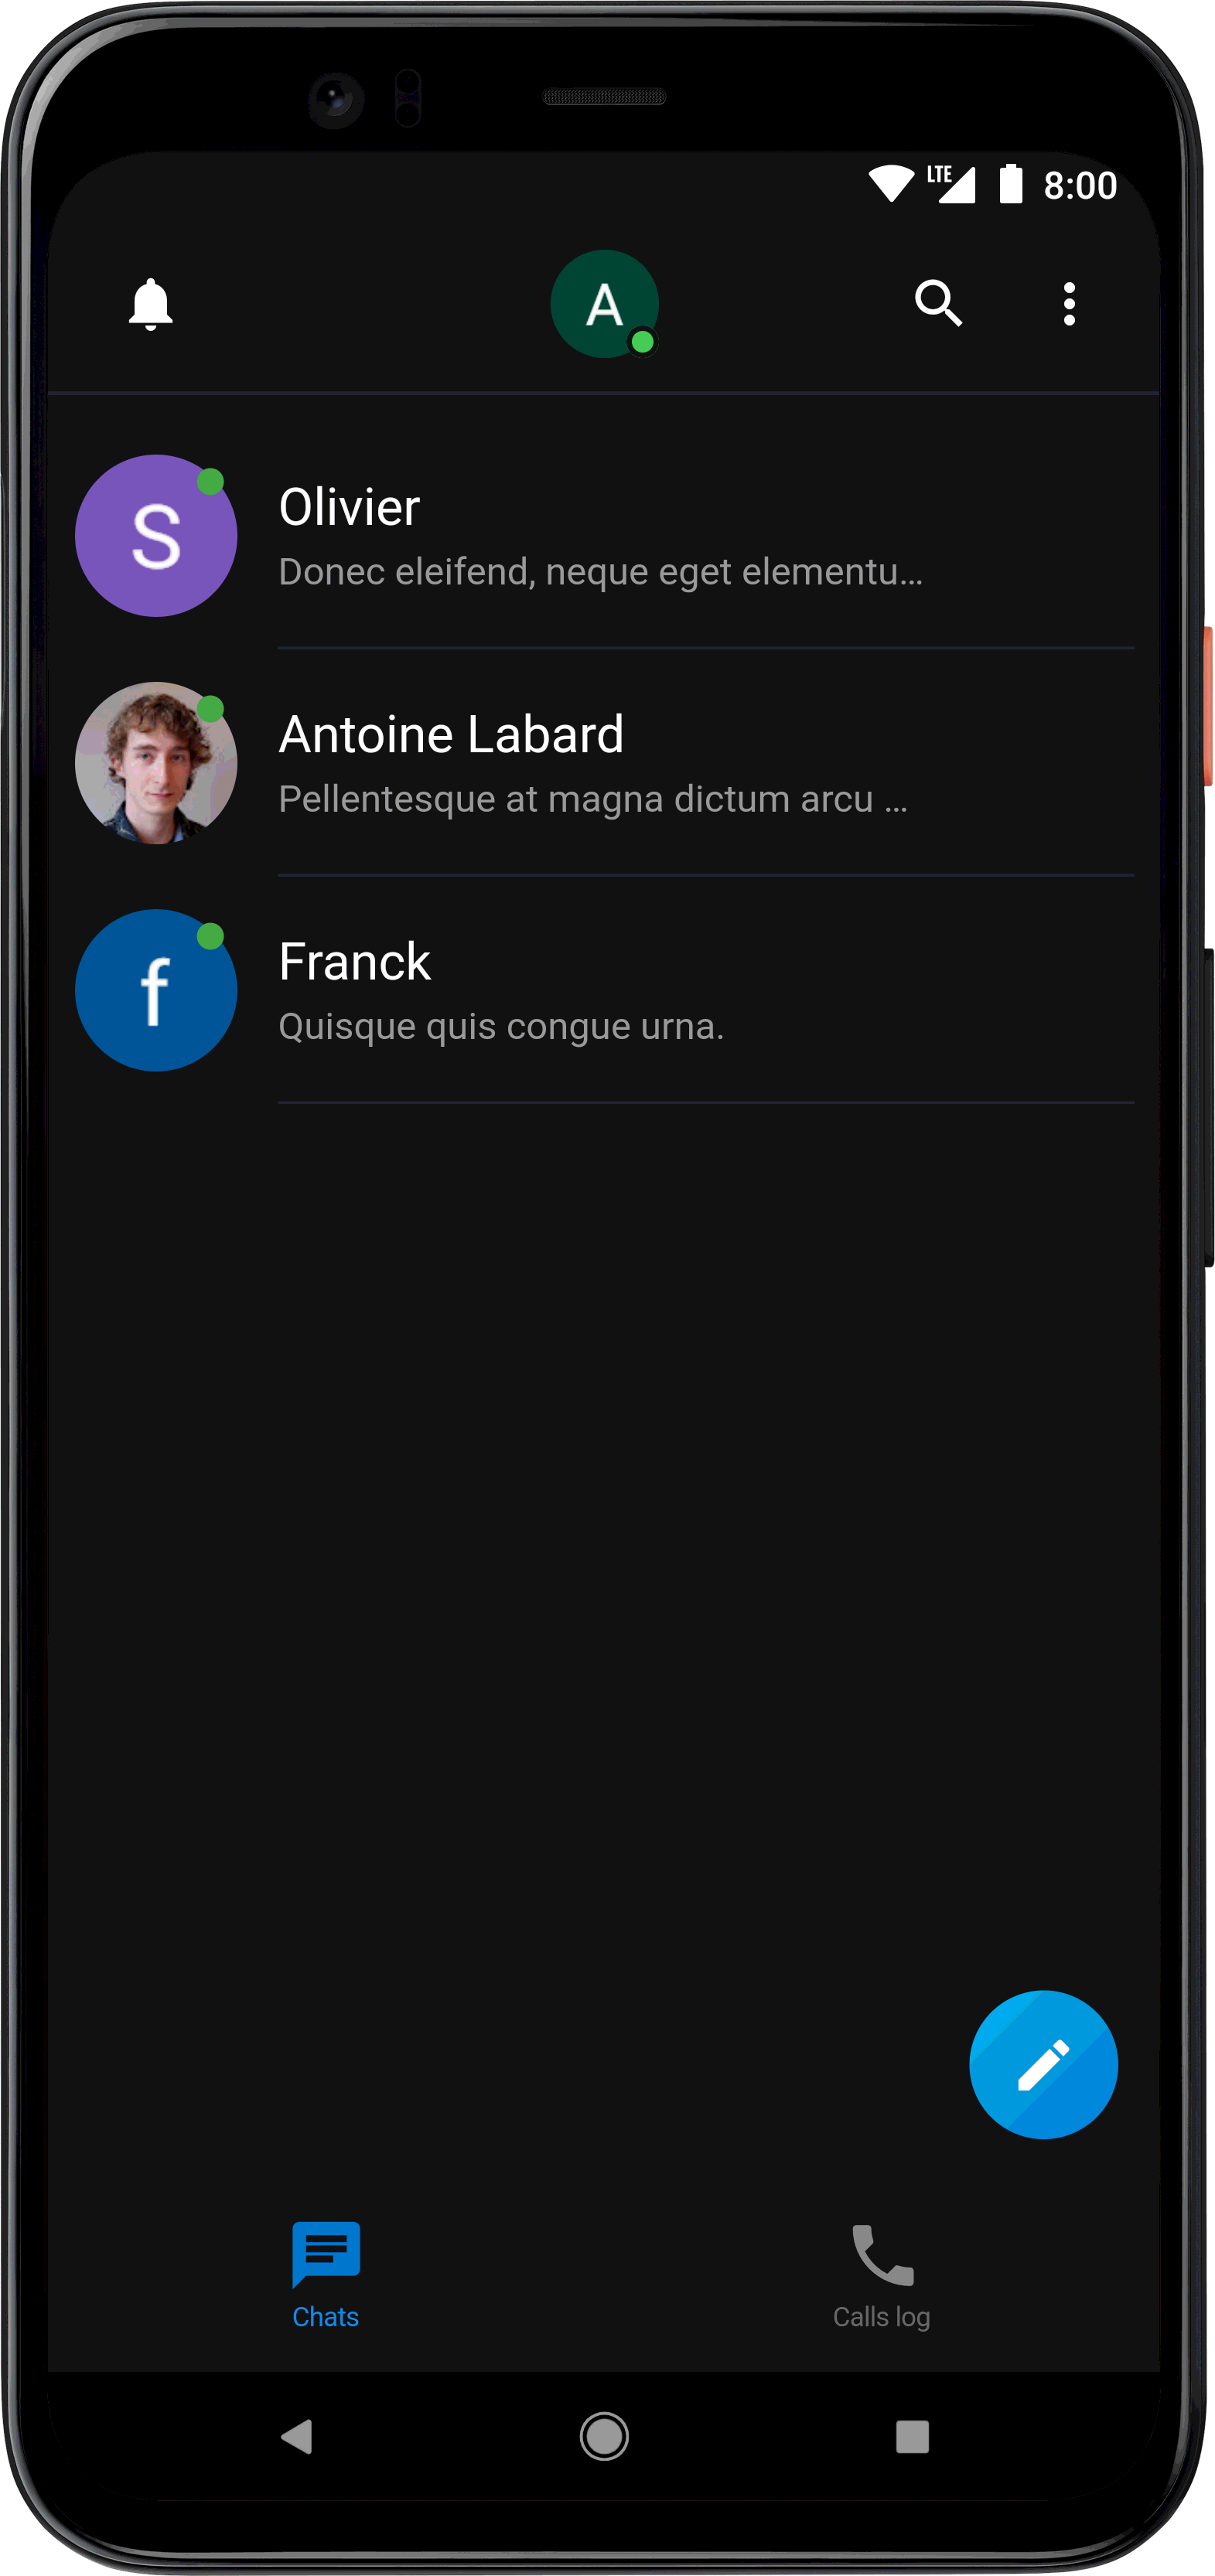 LTE 8:00
A
S
Olivier
Donec eleifend, neque eget elementu...
Antoine Labard
Pellentesque at magna dictum arcu ...
f
Franck
Quisque quis congue urna.
Chats
Calls log